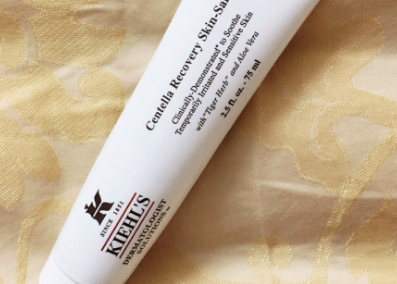 Centella Recovery Skin-Sa
Clinically-Demonstrated* to Soothe
Temporarily Irritated and Sensitive Skin
with "Tiger Herb" and Aloe Vera
2.5 fl. oz. - 75 ml
K
SINCE 1851
KIEHL'S
DERMATOLOGIST
SOLUTIONS™